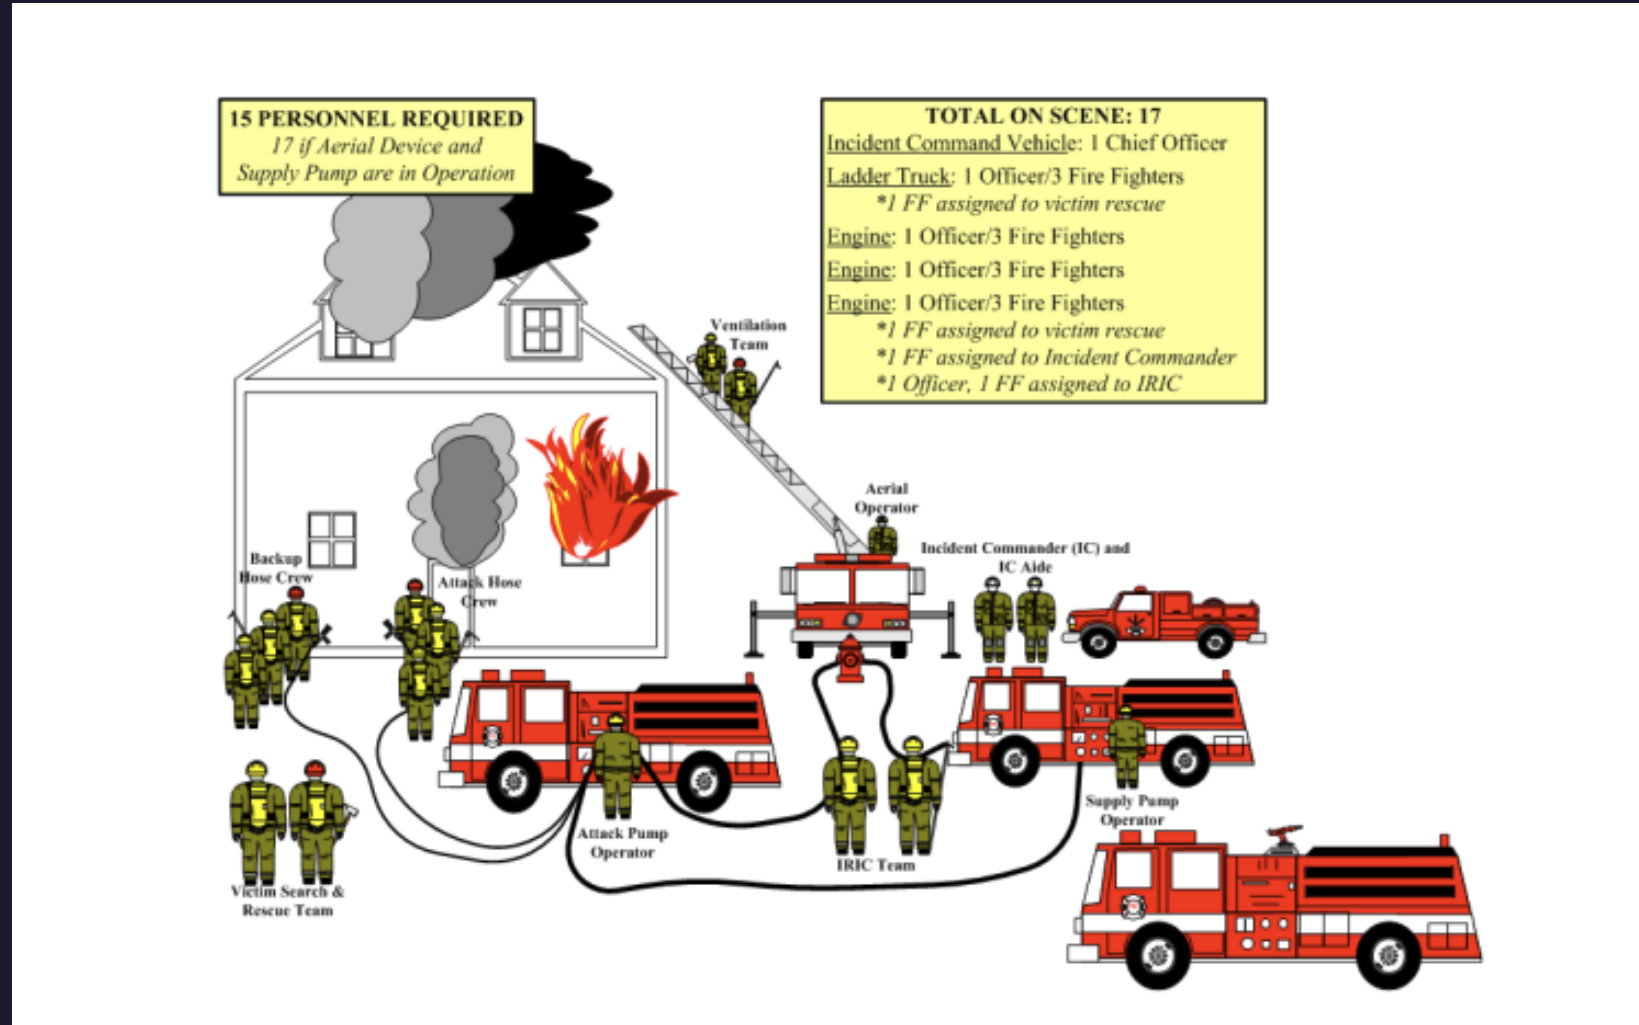 15 PERSONNEL REQUIRED
17 if Aerial Device and
Supply Pump are in Operation
TOTAL ON SCENE: 17
Incident Command Vehicle: 1 Chief Officer
Ladder Truck: 1 Officer/3 Fire Fighters
*1 FF assigned to victim rescue
Engine: 1 Officer/3 Fire Fighters
Engine: 1 Officer/3 Fire Fighters
Engine: 1 Officer/3 Fire Fighters
*1 FF assigned to victim rescue
*1 FF assigned to Incident Commander
*1 Officer, 1 FF assigned to IRIC
Ventilation
Team
Aerial
Operator
Incident Commander (IC) and
IC Aide
Backup
Hose Crew
Attack Hose
Crew
Attack Pump
Operator
IRIC Team
Supply Pump
Operator
Victim Search &
Rescue Team